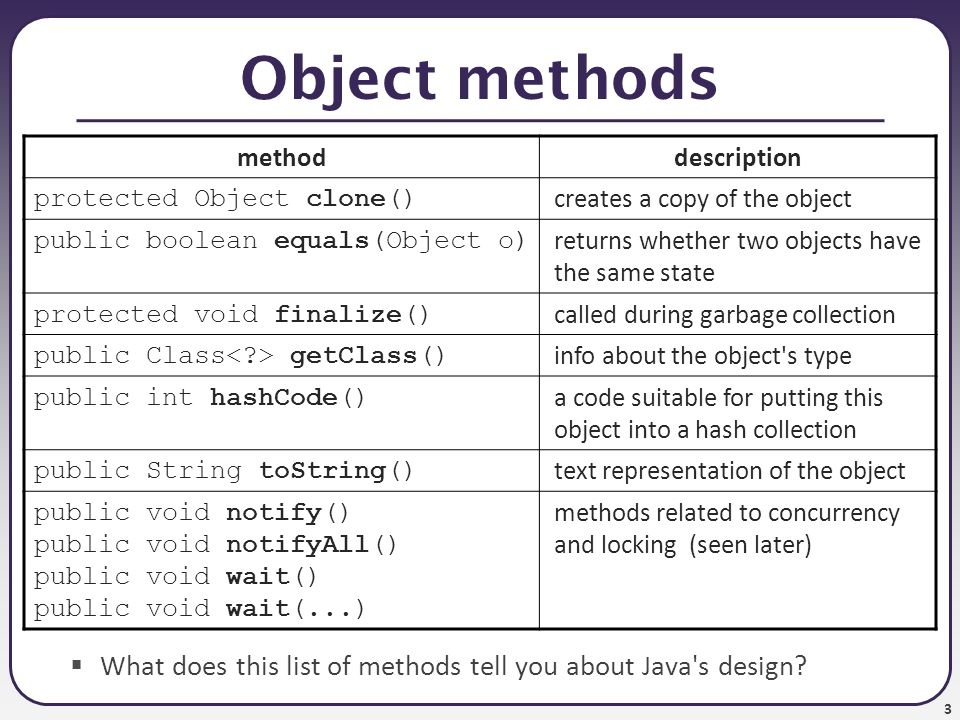 Object methods
method description
protected Object clone() creates a copy of the object
public boolean equals(Object o) returns whether two objects have
the same state
protected void finalize() called during garbage collection
public Class<?> getClass() info about the object's type
public int hashCode() a code suitable for putting this
object into a hash collection
public String toString() text representation of the object
public void notify() methods related to concurrency
public void notifyAll() and locking  (seen later)
public void wait()
public void wait(...)
▪ What does this list of methods tell you about Java's design?
3